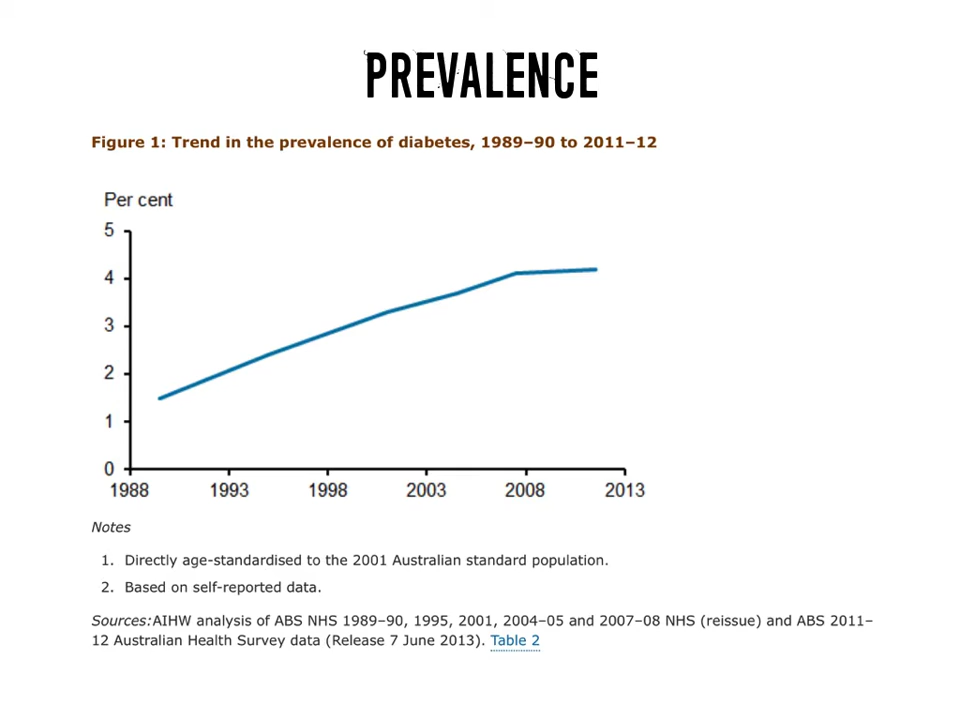 PREVALENCE
Figure 1: Trend in the prevalence of diabetes, 1989–90 to 2011–12
Per cent
5
4
3
2
1
0
1988 1993 1998 2003 2008 2013
Notes
1. Directly age-standardised to the 2001 Australian standard population.
2. Based on self-reported data.
Sources:AIHW analysis of ABS NHS 1989–90, 1995, 2001, 2004–05 and 2007–08 NHS (reissue) and ABS 2011–
12 Australian Health Survey data (Release 7 June 2013). Table 2